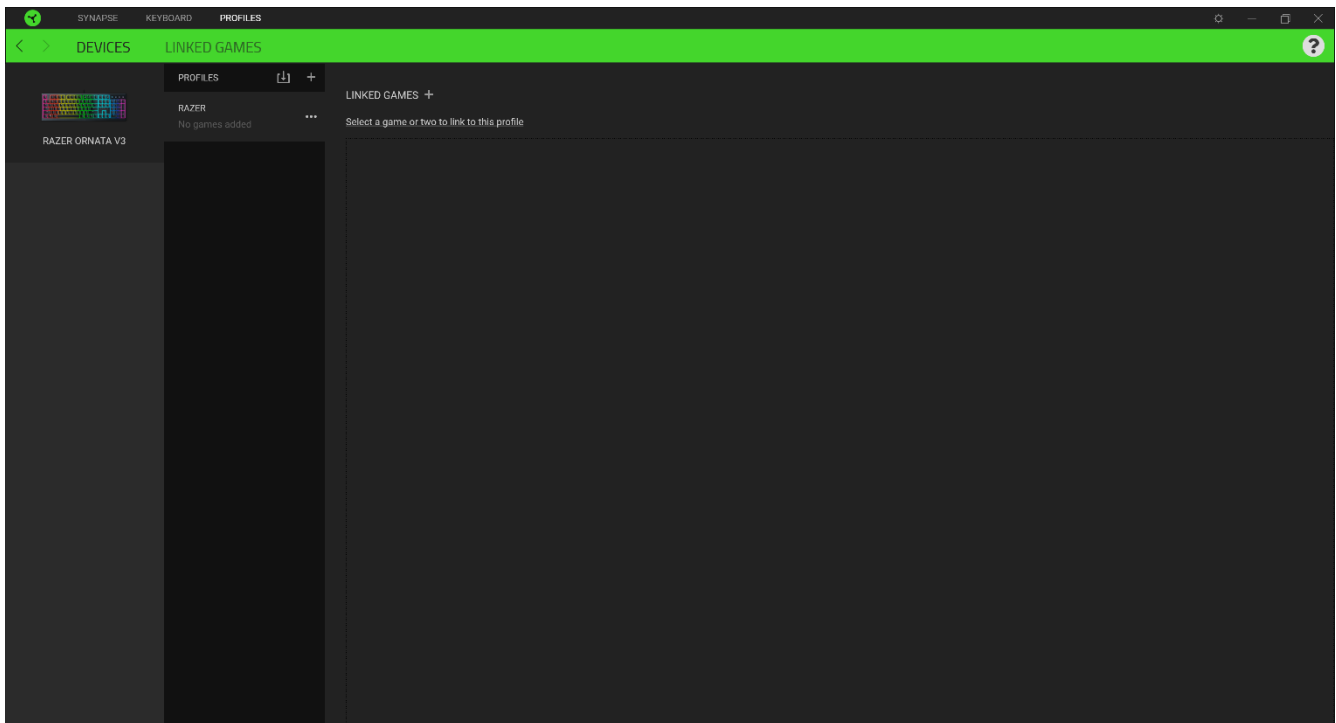 SYNAPSE KEYBOARD PROFILES
DEVICES LINKED GAMES
?
PROFILES
RAZER
No games added
RAZER ORNATA V3
LINKED GAMES +
Select a game or two to link to this profile